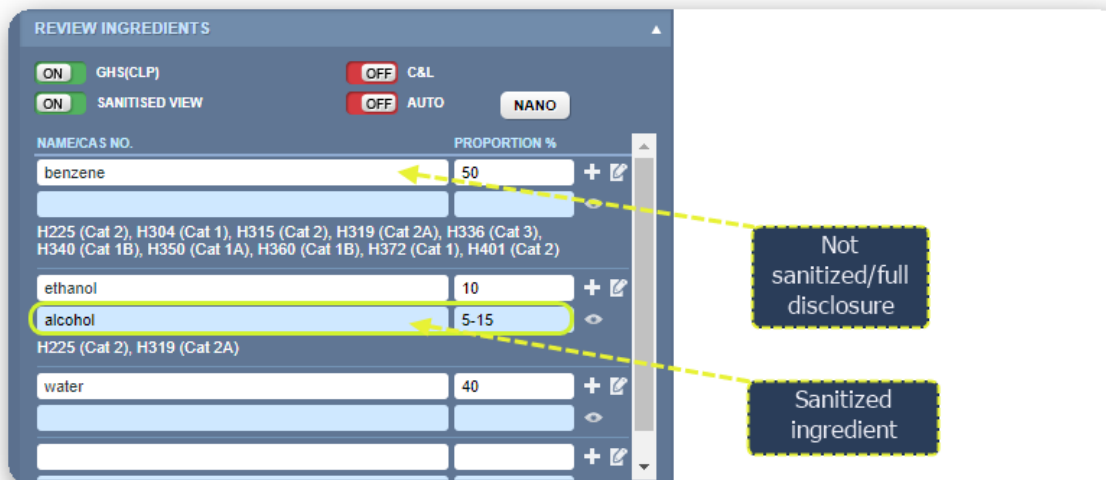 REVIEW INGREDIENTS
ON GHS(CLP) OFF C&L
ON SANITISED VIEW OFF AUTO NANO
NAME/CAS NO. PROPORTION %
benzene 50
H225 (Cat 2), H304 (Cat 1), H315 (Cat 2), H319 (Cat 2A), H336 (Cat 3),
H340 (Cat 1B), H350 (Cat 1A), H360 (Cat 1B), H372 (Cat 1), H401 (Cat 2)
ethanol 10
alcohol 5-15
H225 (Cat 2), H319 (Cat 2A)
water 40
Not
sanitized/full
disclosure
Sanitized
ingredient